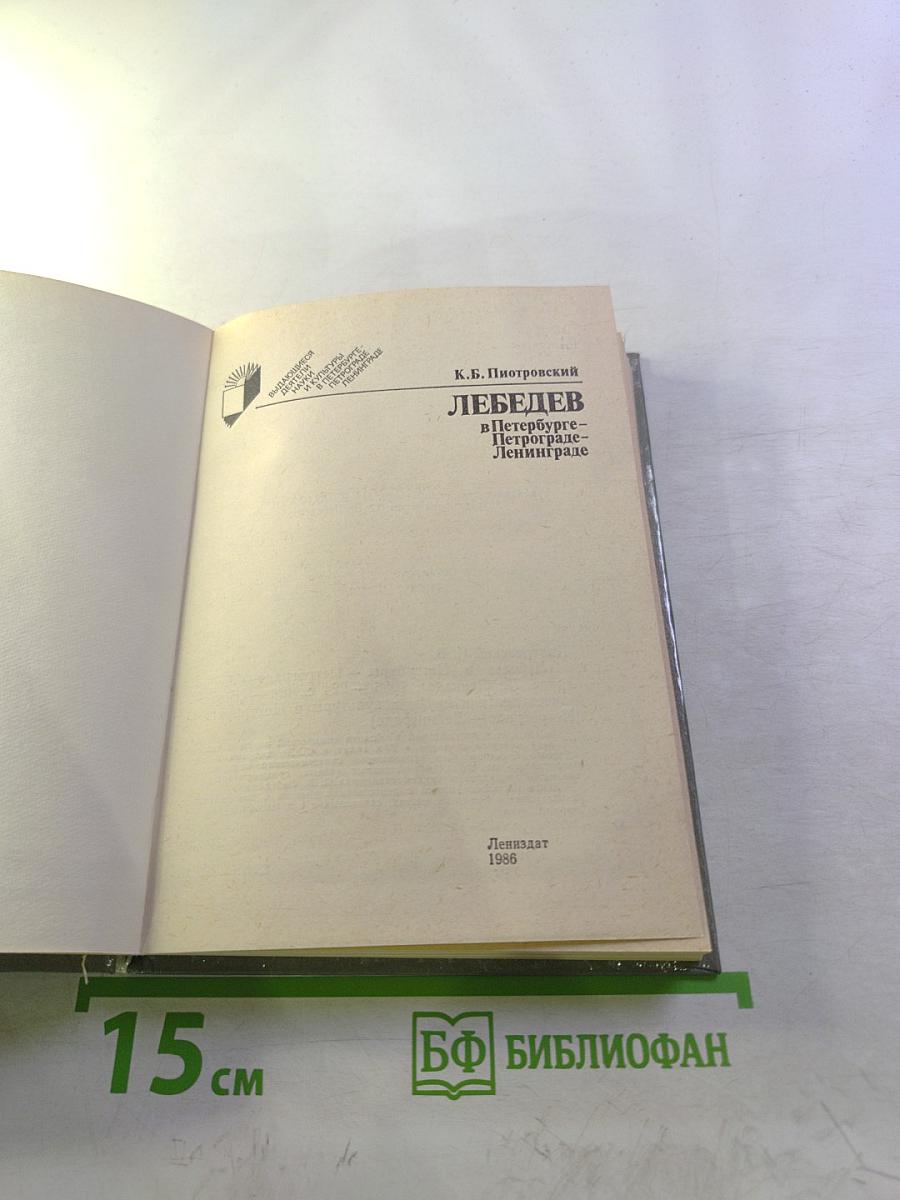 ВЫДАЮЩИЕСЯ
ДЕЯТЕЛИ
НАУКИ
И КУЛЬТУРЫ
В ПЕТЕРБУРГЕ-
ПЕТРОГРАДЕ
ЛЕНИНГРАДЕ
К.Б. Пиотровский
ЛЕБЕДЕВ
в Петербурге–
Петрограде–
Ленинграде
Лениздат
1986
15 см
БФ БИБЛИОФАН